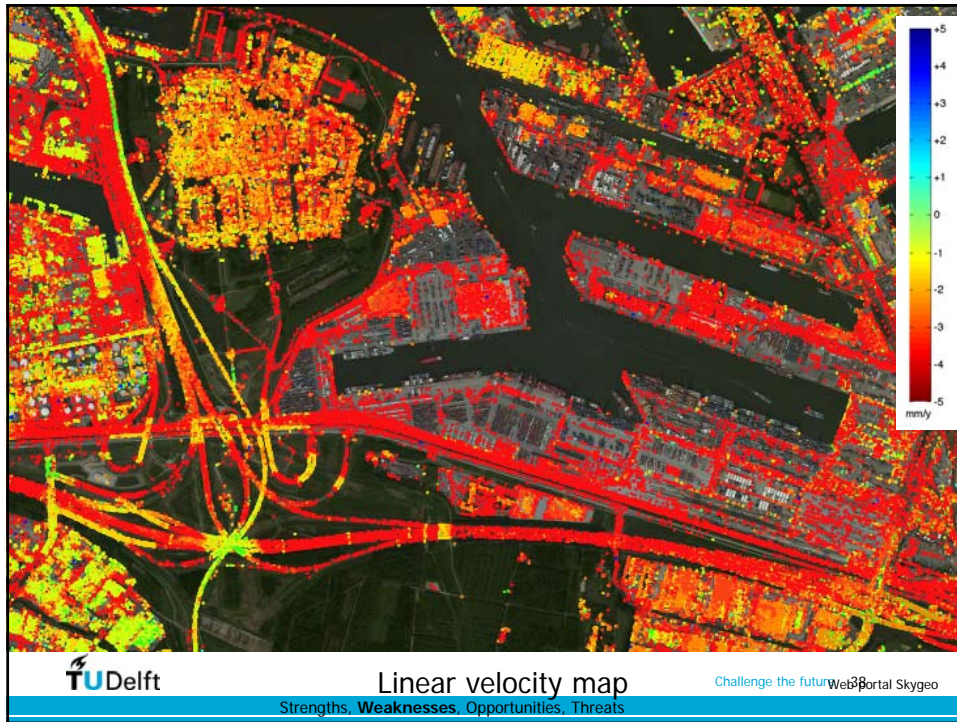 +5
+4
+3
+2
+1
0
-1
-2
-3
-4
-5
mm/y
TUDelft
Linear velocity map
Challenge the future
38
Web portal Skygeo
Strengths, Weaknesses, Opportunities, Threats